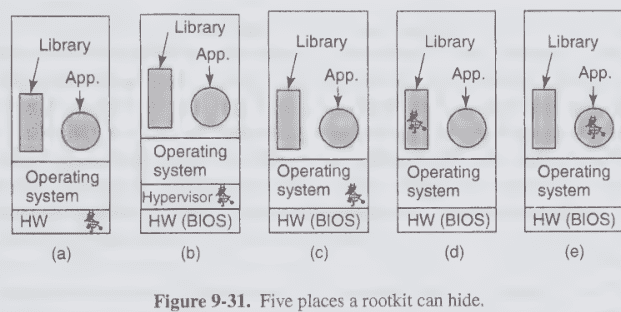 Library
App.
Operating
system
HW
(a)
Library
App.
Operating
system
Hypervisor
HW (BIOS)
(b)
Library
App.
Operating
system
HW (BIOS)
(c)
Library
App.
Operating
system
HW (BIOS)
(d)
Library
App.
Operating
system
HW (BIOS)
(e)
Figure 9-31. Five places a rootkit can hide.